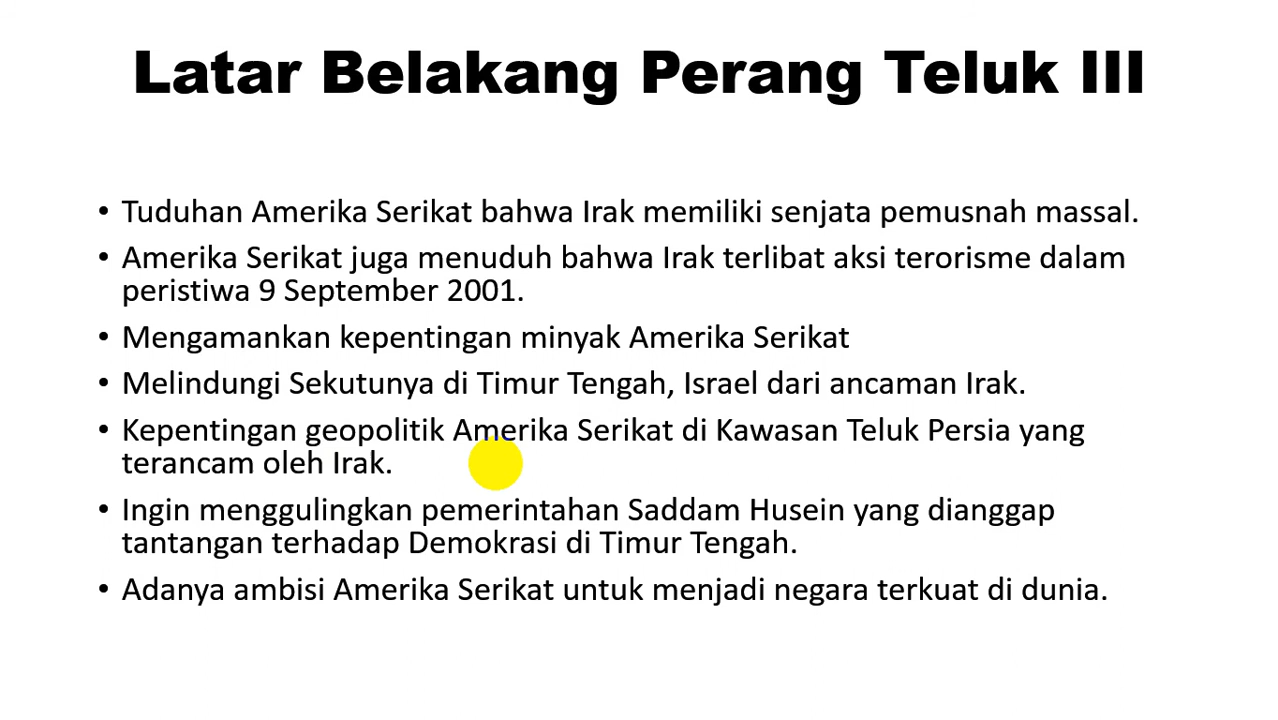 Latar Belakang Perang Teluk III
• Tuduhan Amerika Serikat bahwa Irak memiliki senjata pemusnah massal.
• Amerika Serikat juga menuduh bahwa Irak terlibat aksi terorisme dalam
peristiwa 9 September 2001.
• Mengamankan kepentingan minyak Amerika Serikat
• Melindungi Sekutunya di Timur Tengah, Israel dari ancaman Irak.
• Kepentingan geopolitik Amerika Serikat di Kawasan Teluk Persia yang
terancam oleh Irak.
• Ingin menggulingkan pemerintahan Saddam Husein yang dianggap
tantangan terhadap Demokrasi di Timur Tengah.
• Adanya ambisi Amerika Serikat untuk menjadi negara terkuat di dunia.